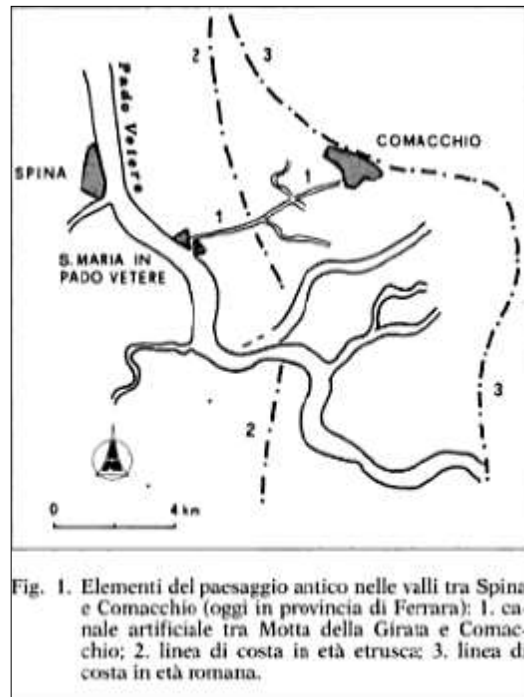 2
3
Pado Vetere
COMACCHIO
SPINA
1
1
S. MARIA IN
PADO VETERE
2
3
0 4 km
Fig. 1. Elementi del paesaggio antico nelle valli tra Spina
e Comacchio (oggi in provincia di Ferrara): 1. ca-
nale artificiale tra Motta della Girata e Comac-
chio; 2. linea di costa in età etrusca; 3. linea di
costa in età romana.